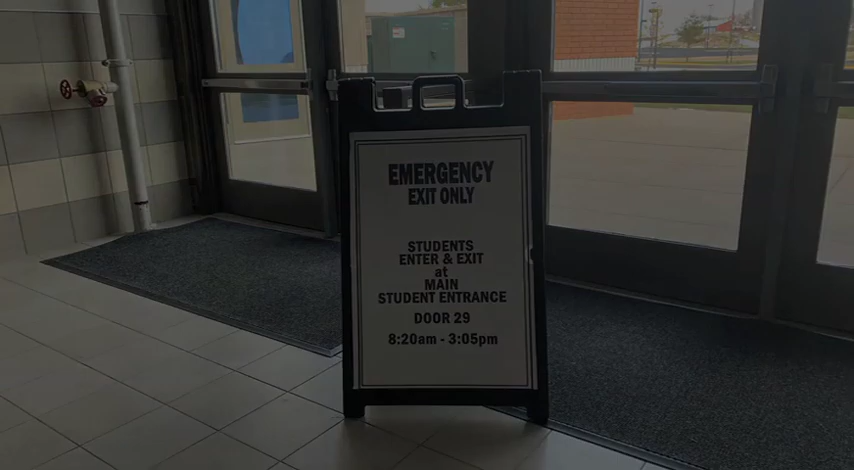 EMERGENCY
EXIT ONLY
STUDENTS
ENTER & EXIT
at
MAIN
STUDENT ENTRANCE
DOOR 29
8:20am - 3:05pm